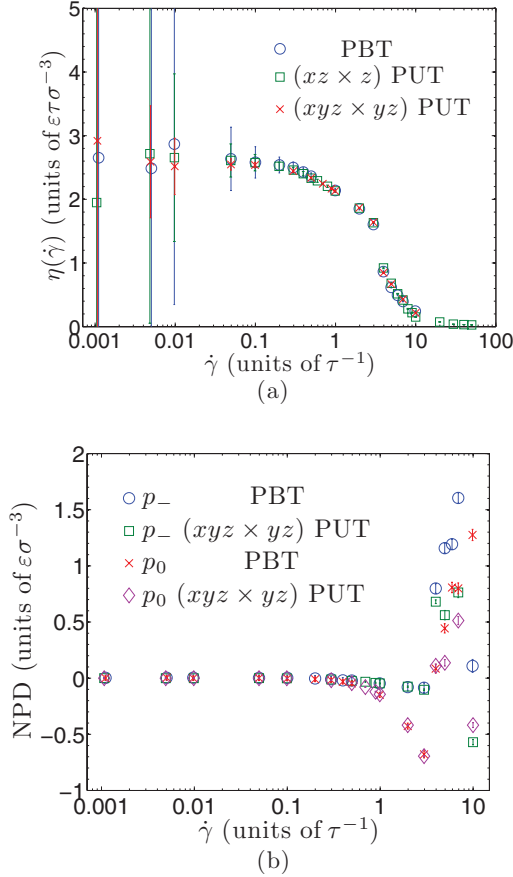 6
5
4
3
2
1
0
η(γ̇) (units of ετσ⁻³)
PBT
(xz × z) PUT
(xyz × yz) PUT
0.001 0.01 0.1 1 10 100
γ̇ (units of τ⁻¹)
(a)
2
1.5
1
0.5
0
−0.5
−1
NPD (units of εσ⁻³)
p₋ PBT
p₋ (xyz × yz) PUT
p₀ PBT
p₀ (xyz × yz) PUT
0.001 0.01 0.1 1 10
γ̇ (units of τ⁻¹)
(b)